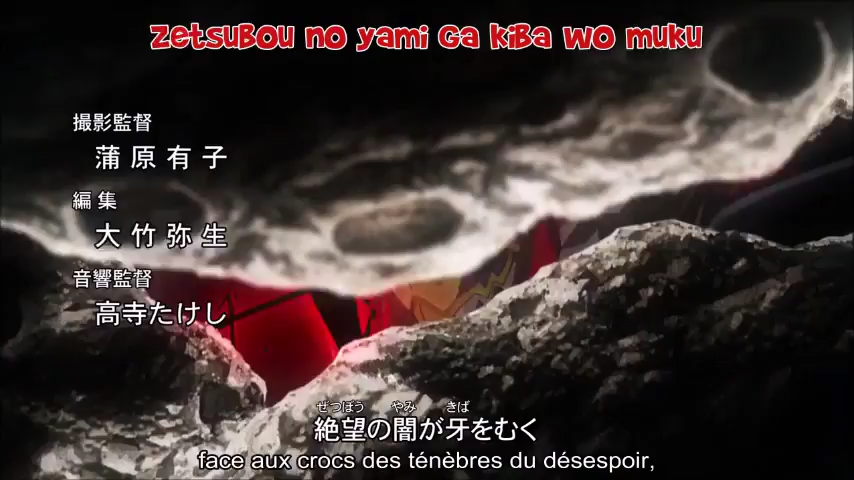 Zetsubou no yami ga kiba wo muku
撮影監督
蒲原有子
編集
大竹弥生
音響監督
高寺たけし
ぜつぼう やみ きば
絶望の闇が牙をむく
face aux crocs des ténèbres du désespoir,